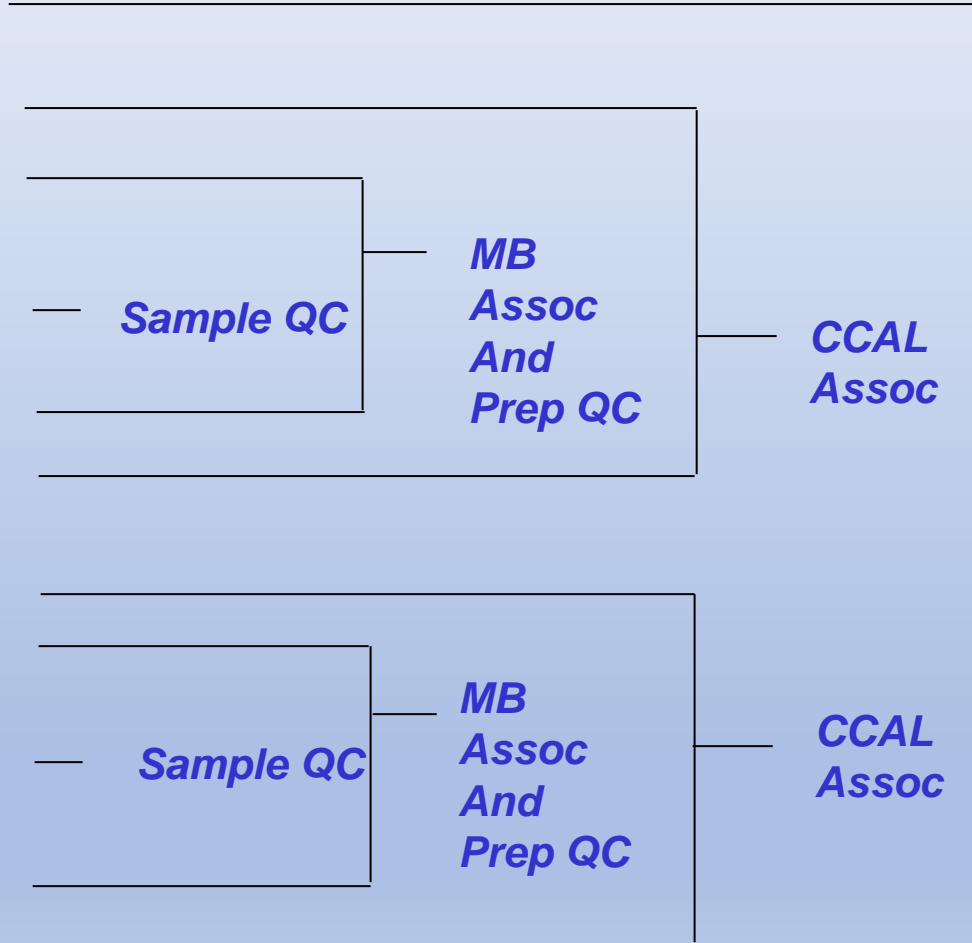 Sample QC
MB
Assoc
And
Prep QC
CCAL
Assoc
Sample QC
MB
Assoc
And
Prep QC
CCAL
Assoc